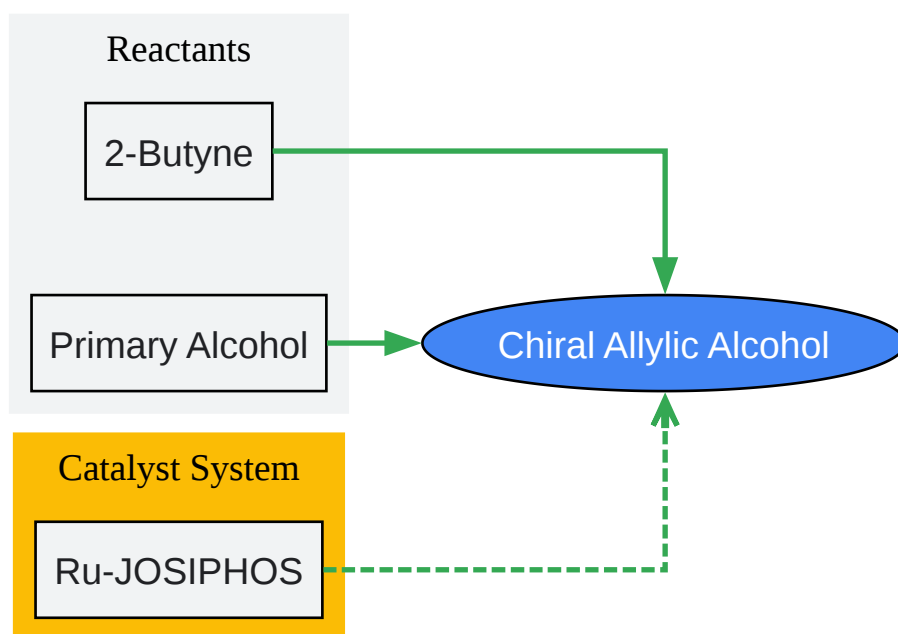 Reactants
2-Butyne
Primary Alcohol
Chiral Allylic Alcohol
Catalyst System
Ru-JOSIPHOS